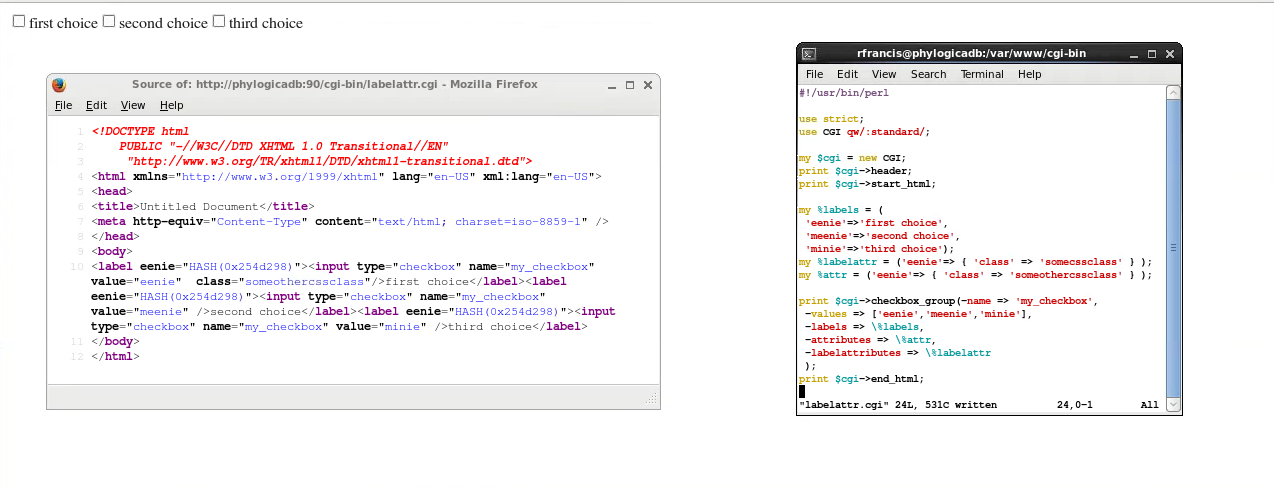 first choice second choice third choice
Source of: http://phylogicadb:90/cgi-bin/labelattr.cgi - Mozilla Firefox
File Edit View Help
1 <!DOCTYPE html
2 PUBLIC "-//W3C//DTD XHTML 1.0 Transitional//EN"
3 "http://www.w3.org/TR/xhtml1/DTD/xhtml1-transitional.dtd">
4 <html xmlns="http://www.w3.org/1999/xhtml" lang="en-US" xml:lang="en-US">
5 <head>
6 <title>Untitled Document</title>
7 <meta http-equiv="Content-Type" content="text/html; charset=iso-8859-1" />
8 </head>
9 <body>
10 <label eenie="HASH(0x254d298)"><input type="checkbox" name="my_checkbox"
value="eenie"  class="someothercssclass"/>first choice</label><label
eenie="HASH(0x254d298)"><input type="checkbox" name="my_checkbox"
value="meenie" />second choice</label><label eenie="HASH(0x254d298)"><input
type="checkbox" name="my_checkbox" value="minie" />third choice</label>
11 </body>
12 </html>
rfrancis@phylogicadb:/var/www/cgi-bin
File Edit View Search Terminal Help
#!/usr/bin/perl
use strict;
use CGI qw/:standard/;
my $cgi = new CGI;
print $cgi->header;
print $cgi->start_html;
my %labels = (
'eenie'=>'first choice',
'meenie'=>'second choice',
'minie'=>'third choice');
my %labelattr = ('eenie'=> { 'class' => 'somecssclass' } );
my %attr = ('eenie'=> { 'class' => 'someothercssclass' } );
print $cgi->checkbox_group(-name => 'my_checkbox',
-values => ['eenie','meenie','minie'],
-labels => \%labels,
-attributes => \%attr,
-labelattributes => \%labelattr
);
print $cgi->end_html;
"labelattr.cgi" 24L, 531C written 24,0-1 All